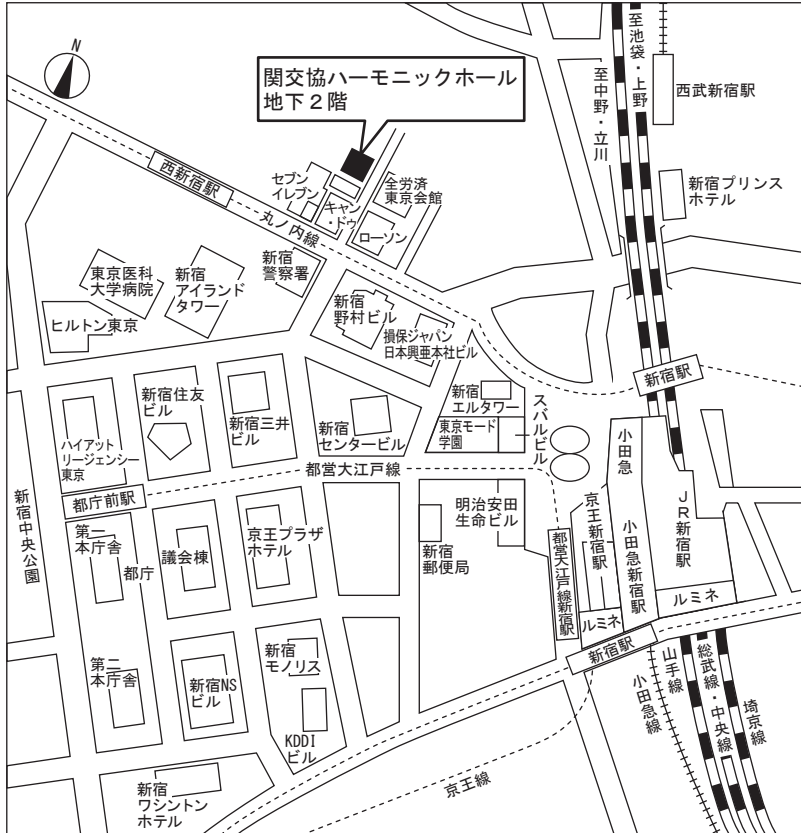 N
関交協ハーモニックホール
地下２階
至池袋・上野
至中野・立川
西武新宿駅
新宿プリンス
ホテル
西新宿駅
丸ノ内線
セブン
イレブン
キャン
・ドゥ
全労済
東京会館
ローソン
東京医科
大学病院
新宿
アイランド
タワー
新宿
警察署
ヒルトン東京
新宿
野村ビル
損保ジャパン
日本興亜本社ビル
新宿駅
新宿住友
ビル
新宿三井
ビル
新宿
センタービル
新宿
エルタワー
東京モード
学園
スバルビル
ハイアット
リージェンシー
東京
都営大江戸線
都庁前駅
新宿中央公園
第一
本庁舎
都庁
議会棟
京王プラザ
ホテル
新宿
郵便局
明治安田
生命ビル
都営大江戸線新宿駅
京王新宿駅
小田急
小田急新宿駅
JR新宿駅
ルミネ
ルミネ
新宿駅
第二
本庁舎
新宿NS
ビル
新宿
モノリス
KDDI
ビル
新宿
ワシントン
ホテル
京王線
小田急線
山手線
総武線・中央線
埼京線